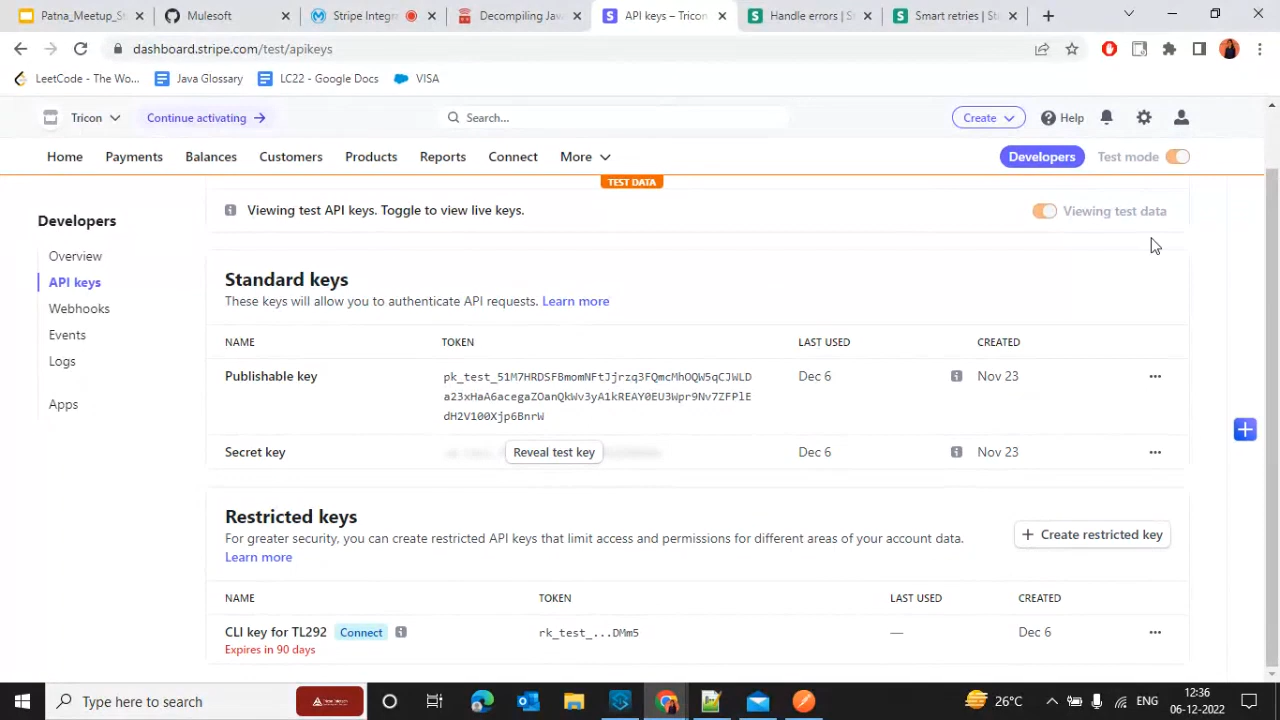 Patna_Meetup_S
Mulesoft
Stripe Integr
Decompiling Jav
API keys – Tricon
Handle errors | St
Smart retries | St
dashboard.stripe.com/test/apikeys
LeetCode - The Wo...
Java Glossary
LC22 - Google Docs
VISA
Tricon
Continue activating
Search...
Create
Help
Home
Payments
Balances
Customers
Products
Reports
Connect
More
Developers
Test mode
TEST DATA
Developers
Overview
API keys
Webhooks
Events
Logs
Apps
Viewing test API keys. Toggle to view live keys.
Viewing test data
Standard keys
These keys will allow you to authenticate API requests. Learn more
NAME TOKEN LAST USED CREATED
Publishable key
pk_test_51M7HRDSFBmomNFtJjrzq3FQmcMhOQW5qCJWLD
a23xHaA6acegaZOanQkWv3yA1kREAY0EU3Wpr9Nv7ZFPlE
dH2V100Xjp6BnrW
Dec 6
Nov 23
Secret key
Reveal test key
Dec 6
Nov 23
Restricted keys
For greater security, you can create restricted API keys that limit access and permissions for different areas of your account data.
Learn more
Create restricted key
NAME TOKEN LAST USED CREATED
CLI key for TL292 Connect
rk_test_...DMm5
—
Dec 6
Expires in 90 days
Type here to search
26°C
ENG
12:36
06-12-2022